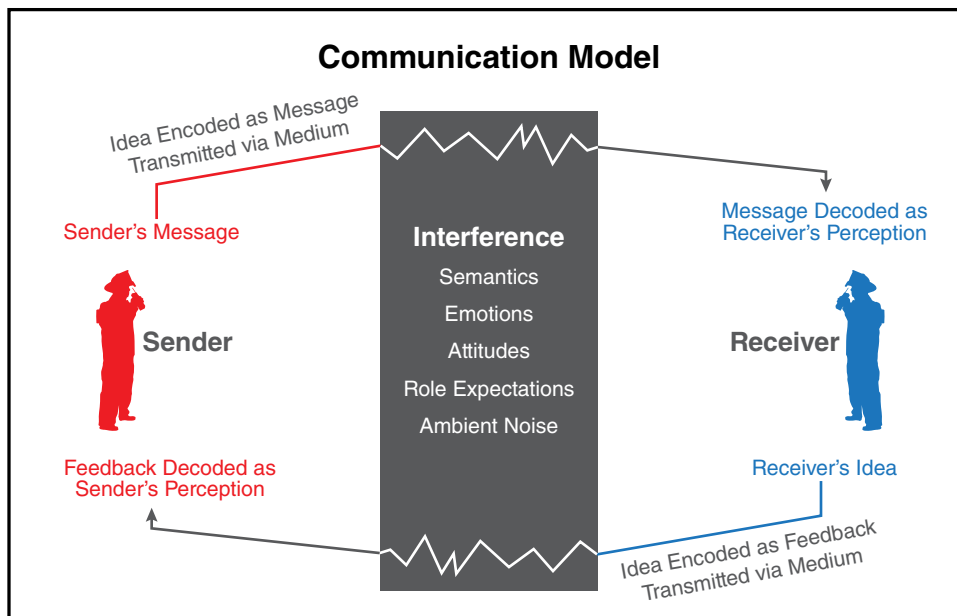 Communication Model
Idea Encoded as Message
Transmitted via Medium
Sender’s Message
Message Decoded as
Receiver’s Perception
Interference
Semantics
Emotions
Attitudes
Role Expectations
Ambient Noise
Sender
Receiver
Feedback Decoded as
Sender’s Perception
Receiver’s Idea
Idea Encoded as Feedback
Transmitted via Medium